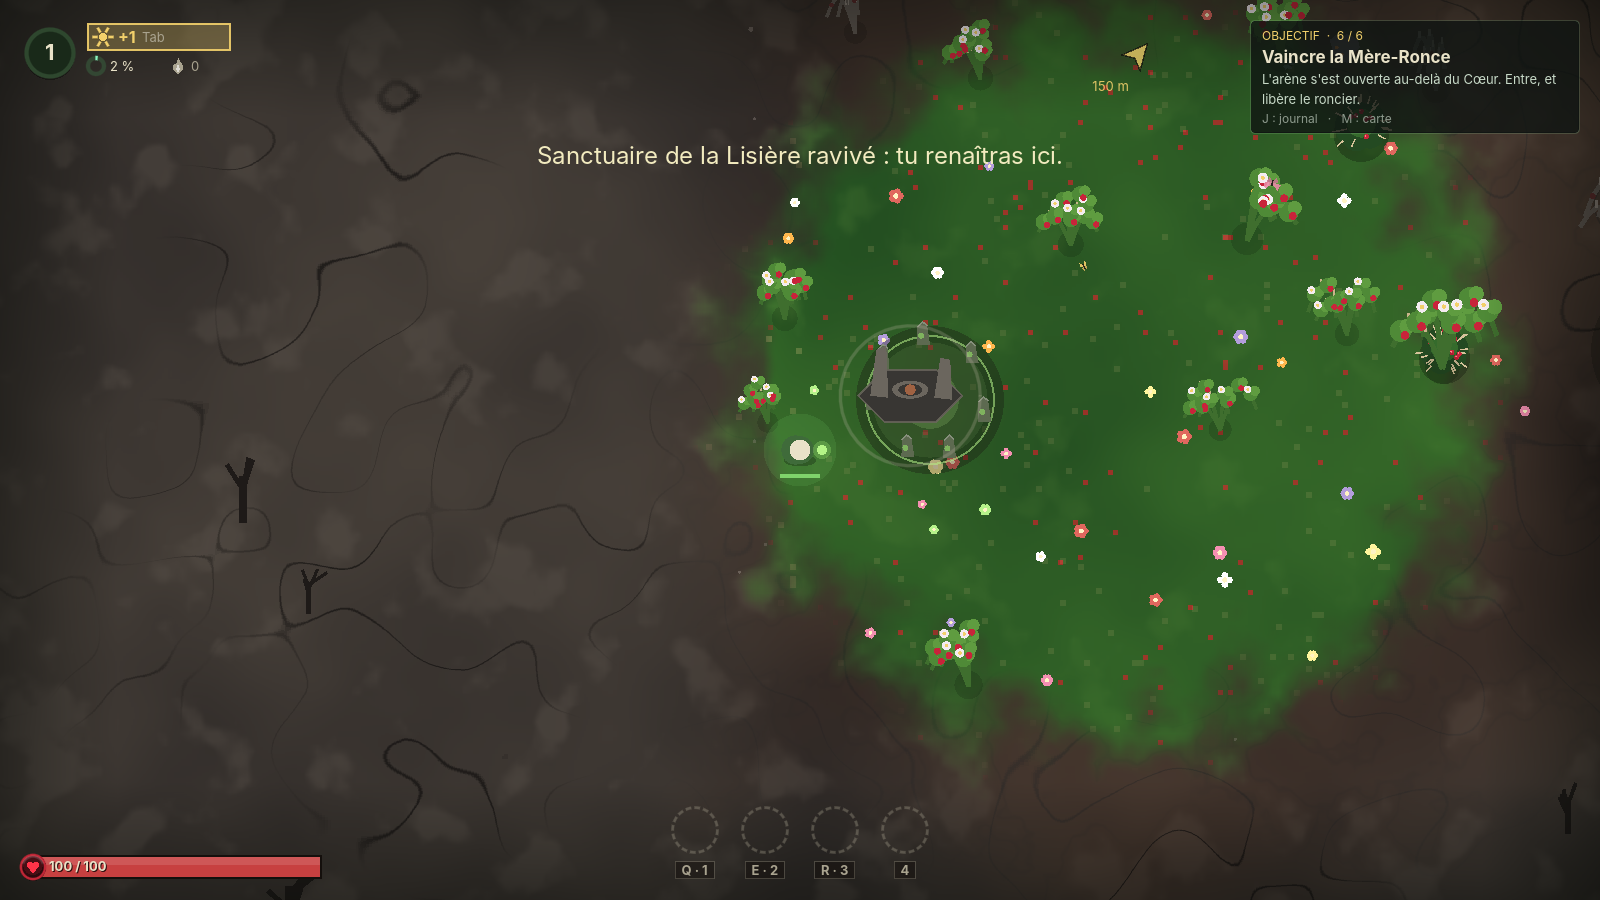 1
+1 Tab
2 %
0
150 m
OBJECTIF · 6 / 6
Vaincre la Mère-Ronce
L'arène s'est ouverte au-delà du Cœur. Entre, et
libère le roncier.
J : journal · M : carte
Sanctuaire de la Lisière ravivé : tu renaîtras ici.
100 / 100
Q · 1
E · 2
R · 3
4